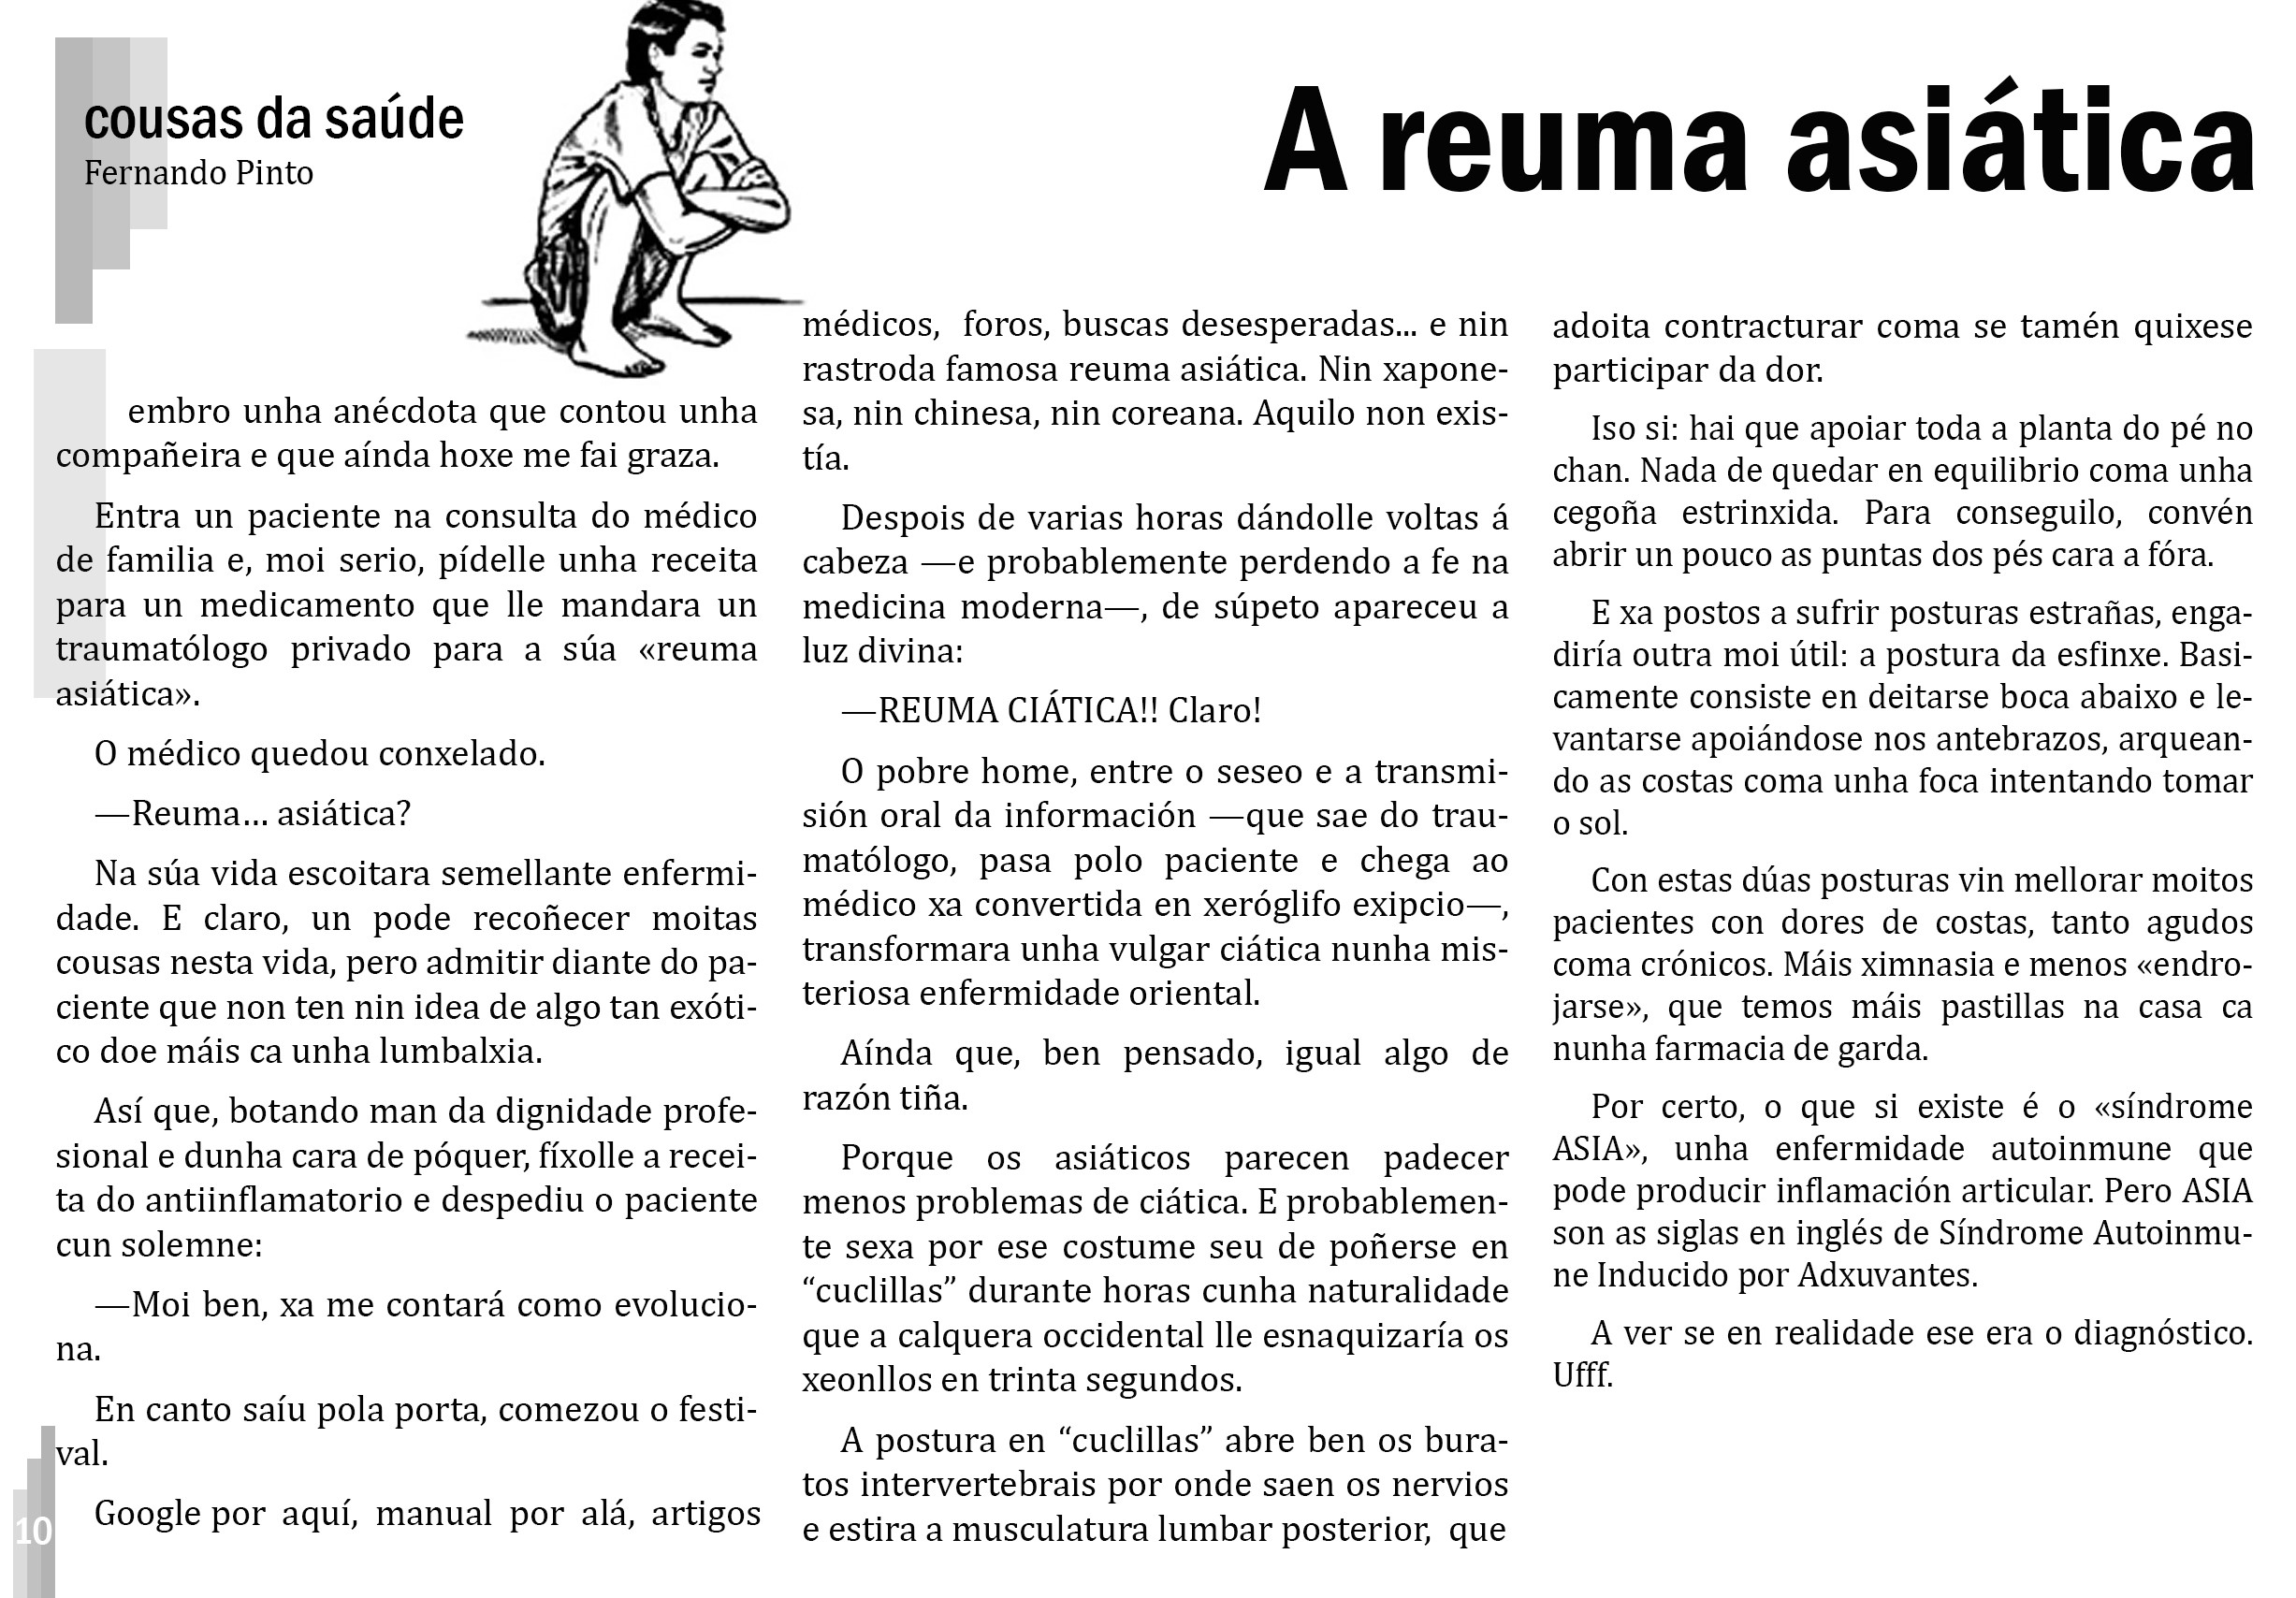 cousas da saúde
Fernando Pinto
A reuma asiática
embro unha anécdota que contou unha
compañeira e que aínda hoxe me fai graza.
Entra un paciente na consulta do médico
de familia e, moi serio, pídelle unha receita
para un medicamento que lle mandara un
traumatólogo privado para a súa «reuma
asiática».
O médico quedou conxelado.
—Reuma... asiática?
Na súa vida escoitara semellante enfermi-
dade. E claro, un pode recoñecer moitas
cousas nesta vida, pero admitir diante do pa-
ciente que non ten nin idea de algo tan exóti-
co doe máis ca unha lumbalxia.
Así que, botando man da dignidade profe-
sional e dunha cara de póquer, fíxolle a recei-
ta do antiinflamatorio e despediu o paciente
cun solemne:
—Moi ben, xa me contará como evolucio-
na.
En canto saíu pola porta, comezou o festi-
val.
Google por aquí, manual por alá, artigos
médicos, foros, buscas desesperadas... e nin
rastroda famosa reuma asiática. Nin xapone-
sa, nin chinesa, nin coreana. Aquilo non exis-
tía.
Despois de varias horas dándolle voltas á
cabeza —e probablemente perdendo a fe na
medicina moderna—, de súpeto apareceu a
luz divina:
—REUMA CIÁTICA!! Claro!
O pobre home, entre o seseo e a transmi-
sión oral da información —que sae do trau-
matólogo, pasa polo paciente e chega ao
médico xa convertida en xeróglifo exipcio—,
transformara unha vulgar ciática nunha mis-
teriosa enfermidade oriental.
Aínda que, ben pensado, igual algo de
razón tiña.
Porque os asiáticos parecen padecer
menos problemas de ciática. E probablemen-
te sexa por ese costume seu de poñerse en
“cuclillas” durante horas cunha naturalidade
que a calquera occidental lle esnaquizaría os
xeonllos en trinta segundos.
A postura en “cuclillas” abre ben os bura-
tos intervertebrais por onde saen os nervios
e estira a musculatura lumbar posterior, que
adoita contracturar coma se tamén quixese
participar da dor.
Iso si: hai que apoiar toda a planta do pé no
chan. Nada de quedar en equilibrio coma unha
cegoña estrinxida. Para conseguilo, convén
abrir un pouco as puntas dos pés cara a fóra.
E xa postos a sufrir posturas estrañas, enga-
diría outra moi útil: a postura da esfinxe. Basi-
camente consiste en deitarse boca abaixo e le-
vantarse apoiándose nos antebrazos, arquean-
do as costas coma unha foca intentando tomar
o sol.
Con estas dúas posturas vin mellorar moitos
pacientes con dores de costas, tanto agudos
coma crónicos. Máis ximnasia e menos «endro-
jarse», que temos máis pastillas na casa ca
nunha farmacia de garda.
Por certo, o que si existe é o «síndrome
ASIA», unha enfermidade autoinmune que
pode producir inflamación articular. Pero ASIA
son as siglas en inglés de Síndrome Autoinmu-
ne Inducido por Adxuvantes.
A ver se en realidade ese era o diagnóstico.
Ufff.
10